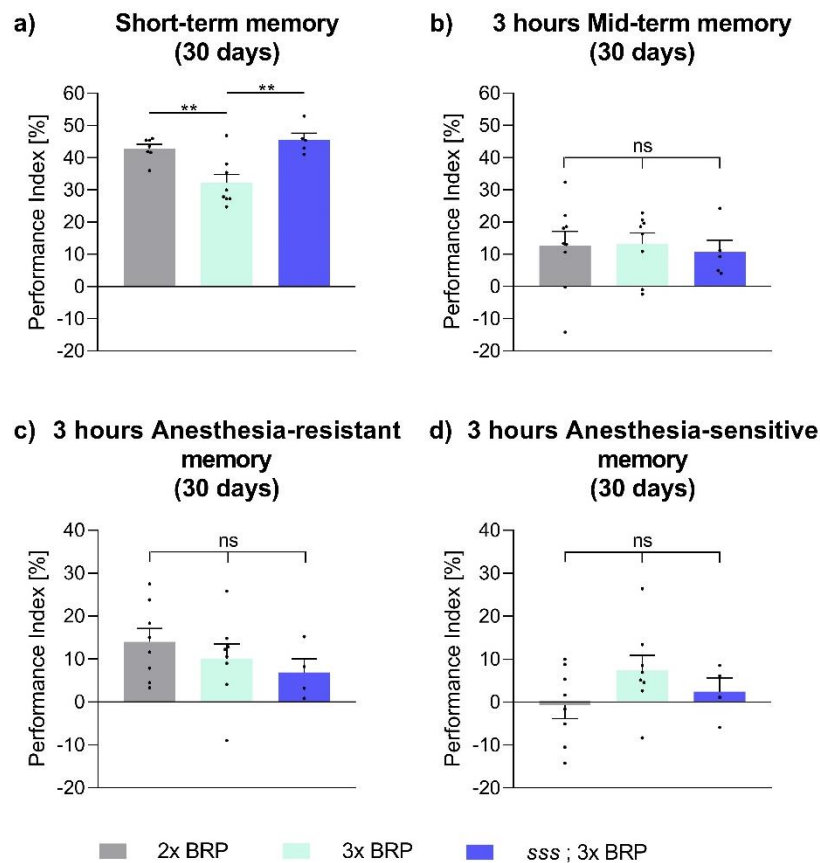 a) Short-term memory
(30 days)
Performance Index [%]
60
50
40
30
20
10
0
-10
-20
**
**
b) 3 hours Mid-term memory
(30 days)
Performance Index [%]
60
50
40
30
20
10
0
-10
-20
ns
c) 3 hours Anesthesia-resistant
memory
(30 days)
Performance Index [%]
40
30
20
10
0
-10
-20
ns
d) 3 hours Anesthesia-sensitive
memory
(30 days)
Performance Index [%]
40
30
20
10
0
-10
-20
ns
2x BRP 3x BRP sss ; 3x BRP